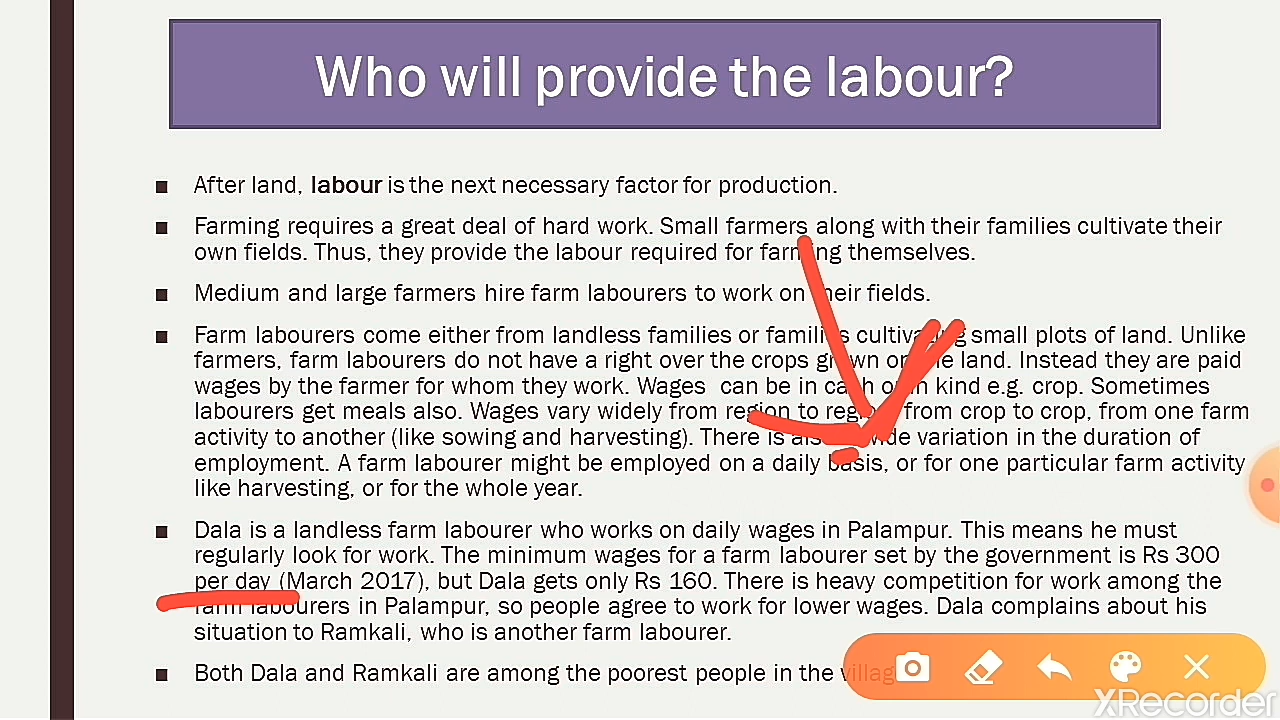 Who will provide the labour?
■ After land, labour is the next necessary factor for production.
■ Farming requires a great deal of hard work. Small farmers along with their families cultivate their
own fields. Thus, they provide the labour required for farming themselves.
■ Medium and large farmers hire farm labourers to work on their fields.
■ Farm labourers come either from landless families or families cultivating small plots of land. Unlike
farmers, farm labourers do not have a right over the crops grown on the land. Instead they are paid
wages by the farmer for whom they work. Wages can be in cash or in kind e.g. crop. Sometimes
labourers get meals also. Wages vary widely from region to region, from crop to crop, from one farm
activity to another (like sowing and harvesting). There is also wide variation in the duration of
employment. A farm labourer might be employed on a daily basis, or for one particular farm activity
like harvesting, or for the whole year.
■ Dala is a landless farm labourer who works on daily wages in Palampur. This means he must
regularly look for work. The minimum wages for a farm labourer set by the government is Rs 300
per day (March 2017), but Dala gets only Rs 160. There is heavy competition for work among the
farm labourers in Palampur, so people agree to work for lower wages. Dala complains about his
situation to Ramkali, who is another farm labourer.
■ Both Dala and Ramkali are among the poorest people in the village
XRecorder